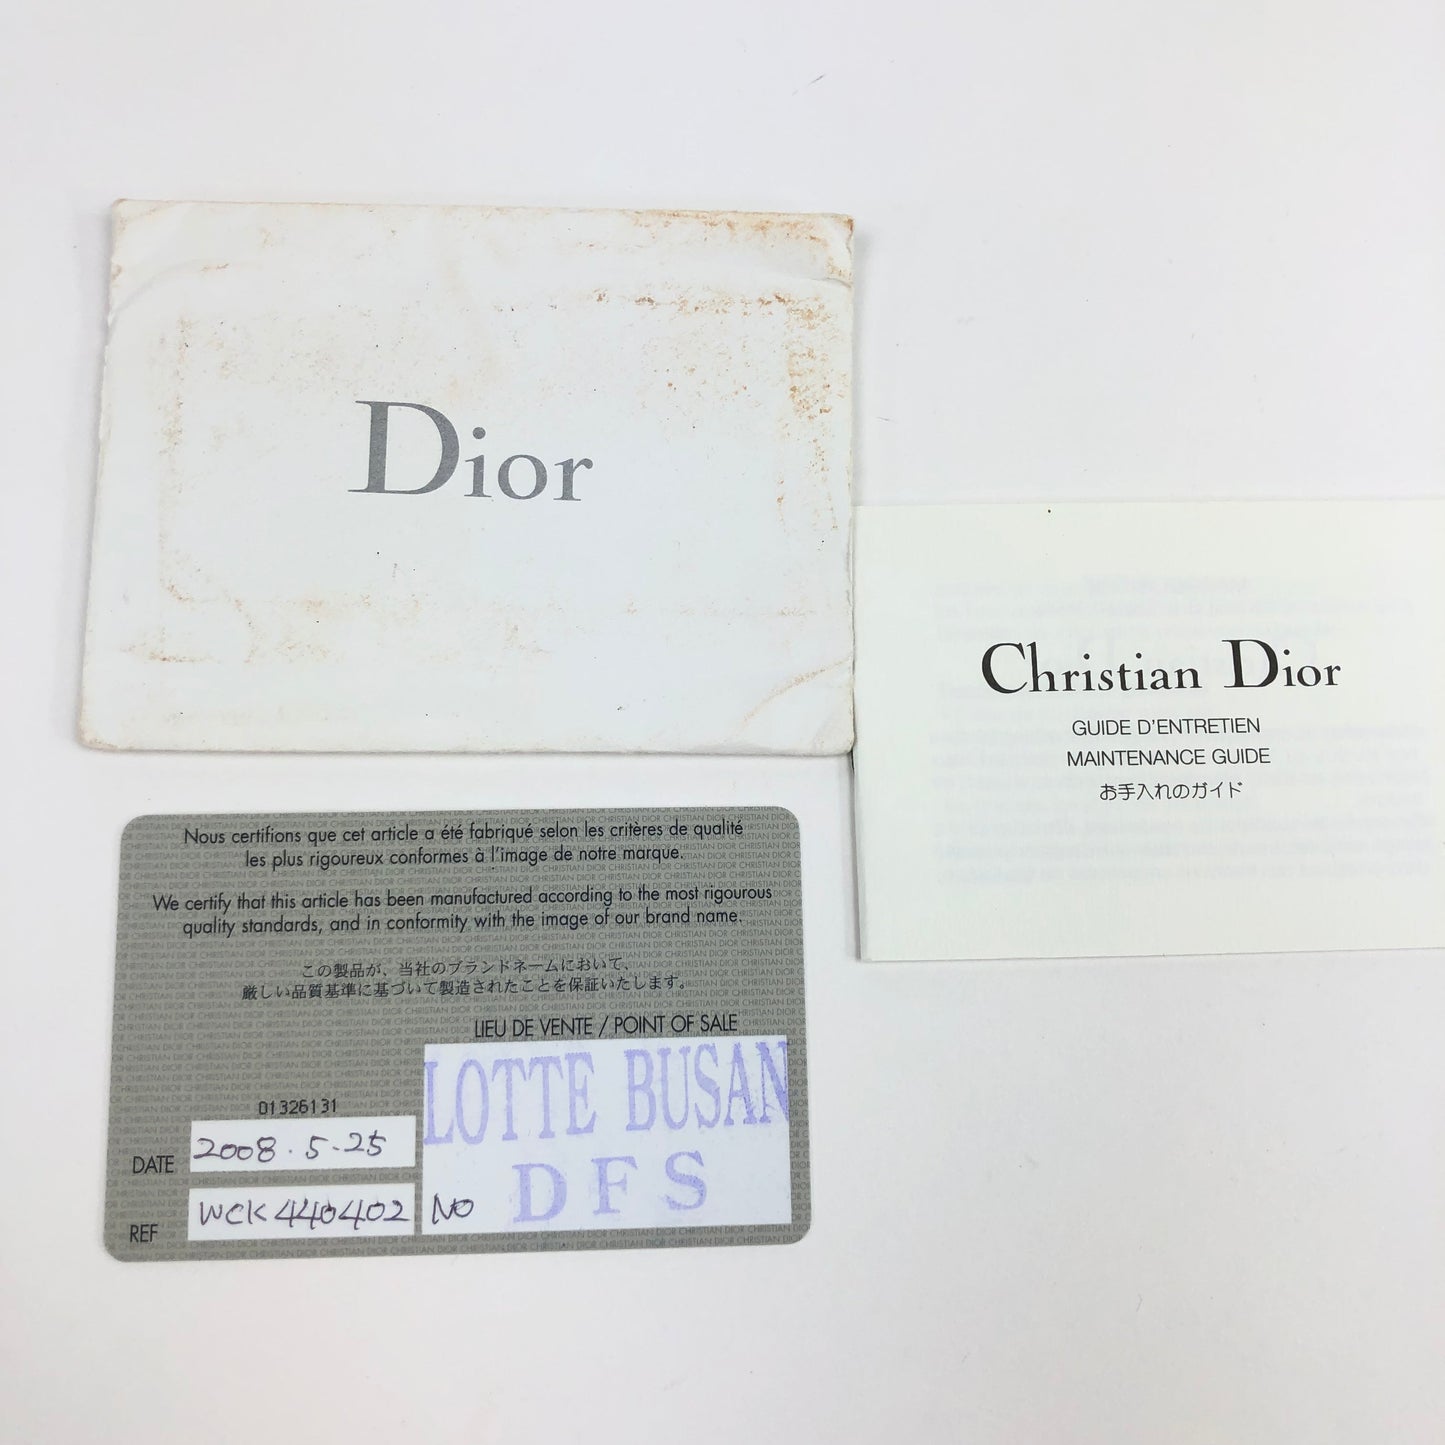 Dior
Christian Dior
GUIDE D'ENTRETIEN
MAINTENANCE GUIDE
お手入れのガイド
Nous certifions que cet article a été fabriqué selon les critères de qualité
les plus rigoureux conformes à l'image de notre marque.
We certify that this article has been manufactured according to the most rigourous
quality standards, and in conformity with the image of our brand name.
この製品が、当社のブランドネームにおいて、
厳しい品質基準に基づいて製造されたことを保証いたします。
LIEU DE VENTE / POINT OF SALE
LOTTE BUSAN
DFS
01326131
DATE 2008.5-25
REF WCK440402 NO